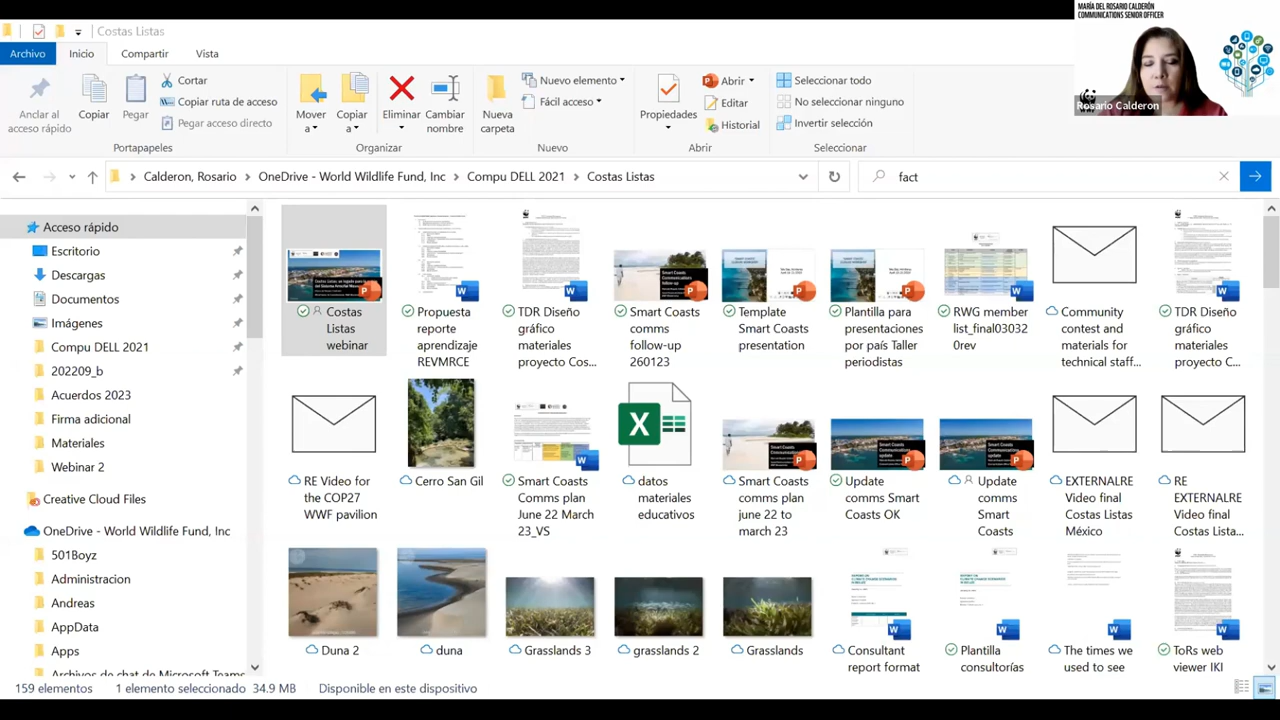 MARÍA DEL ROSARIO CALDERÓN
COMMUNICATIONS SENIOR OFFICER
Rosario Calderon
Costas Listas
Archivo
Inicio
Compartir
Vista
Anclar al
acceso rápido
Copiar
Pegar
Cortar
Copiar ruta de acceso
Pegar acceso directo
Portapapeles
Mover
a
Copiar
a
Eliminar
Cambiar
nombre
Organizar
Nueva
carpeta
Nuevo elemento
Fácil acceso
Nuevo
Propiedades
Abrir
Editar
Historial
Abrir
Seleccionar todo
No seleccionar ninguno
Invertir selección
Seleccionar
Calderon, Rosario > OneDrive - World Wildlife Fund, Inc > Compu DELL 2021 > Costas Listas
fact
Acceso rápido
Escritorio
Descargas
Documentos
Imágenes
Compu DELL 2021
202209_b
Acuerdos 2023
Firma adicional
Materiales
Webinar 2
Creative Cloud Files
OneDrive - World Wildlife Fund, Inc
501Boyz
Administracion
Andreas
AppData
Apps
Archivos de chat de Microsoft Teams
Costas
Listas
webinar
Propuesta
reporte
aprendizaje
REVMRCE
TDR Diseño
gráfico
materiales
proyecto Cos...
Smart Coasts
comms
follow-up
260123
Template
Smart Coasts
presentation
Plantilla para
presentaciones
por país Taller
periodistas
RWG member
list_final03032
0rev
Community
contest and
materials for
technical staff...
TDR Diseño
gráfico
materiales
proyecto C...
RE Video for
the COP27
WWF pavilion
Cerro San Gil
Smart Coasts
Comms plan
June 22 March
23_VS
datos
materiales
educativos
Smart Coasts
comms plan
june 22 to
march 23
Update
comms Smart
Coasts OK
Update
comms
Smart
Coasts
EXTERNALRE
Video final
Costas Listas
México
RE
EXTERNALRE
Video final
Costas Lista...
Duna 2
duna
Grasslands 3
grasslands 2
Grasslands
Consultant
report format
Plantilla
consultorías
The times we
used to see
ToRs web
viewer IKI
159 elementos
1 elemento seleccionado 34.9 MB
Disponible en este dispositivo